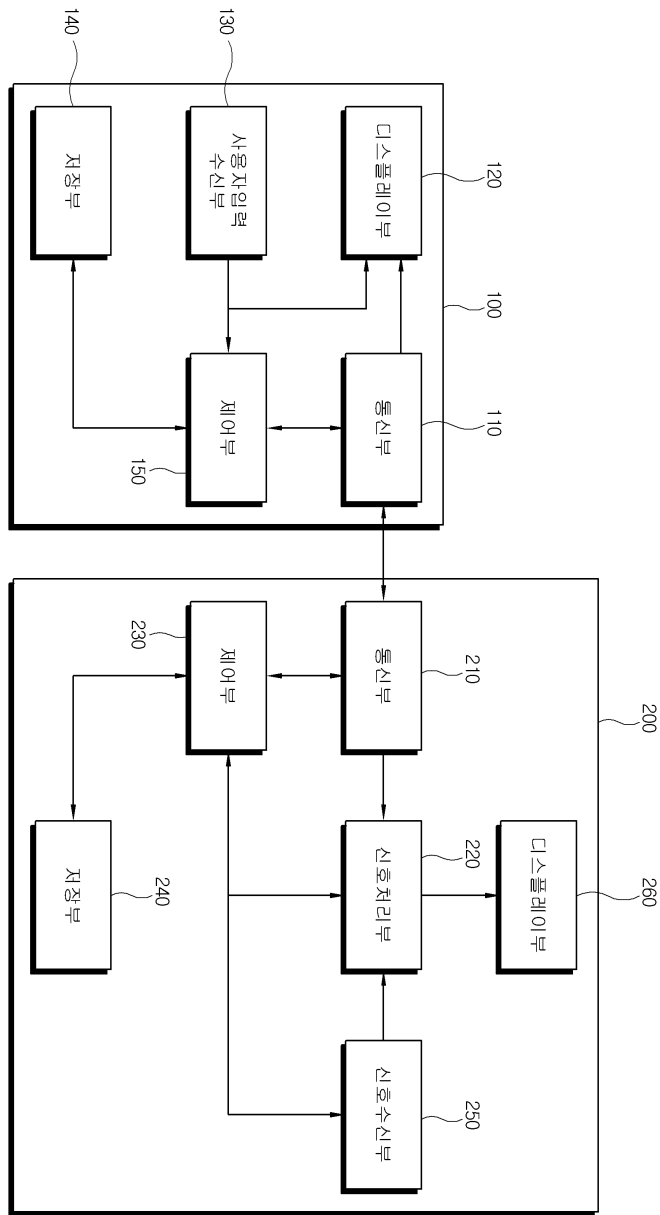 100
120
디스플레이부
110
통신부
130
사용자입력
수신부
제어부
150
140
저장부
200
260
디스플레이부
210
통신부
220
신호처리부
250
신호수신부
230
제어부
240
저장부